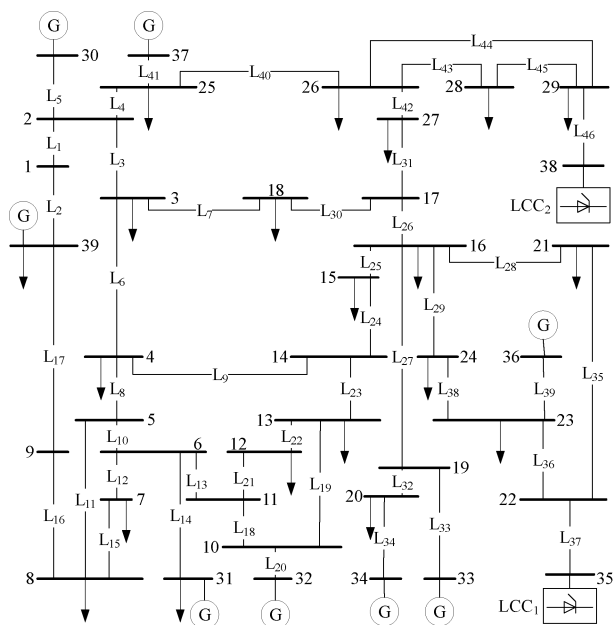 G G
30 37
L44
L5 L41 L40 L43 L45
25 26 28 29
L4 L42
2 27
L46
L1 L3 L31 38
1
LCC2
L2 3 18 17
G L7 L30
L26
39 16 21
L25 L28
15
L6 L29
L24 G
L17 4 14 L27 24 36 L35
L9
L8 L23 L38 L39
5 13 23
L10 L22
9 6 12 19 L36
L12 L13 L21 L19 L32
L11 7 11 20 22
L16 L14 L18 L33
L15 10 L34 L37
L20
8 31 32 34 33 35
G G G G LCC1